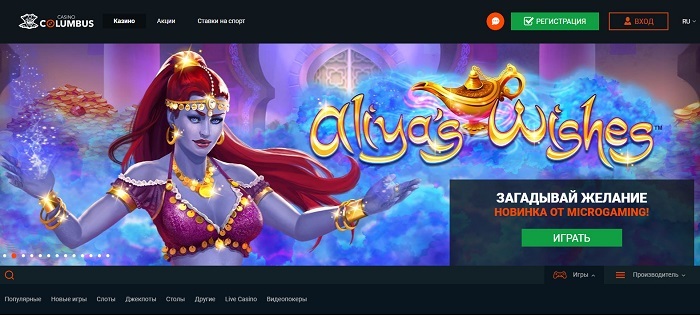 CASINO
COLUMBUS
Казино
Акции
Ставки на спорт
РЕГИСТРАЦИЯ
ВХОД
RU
Aliya's Wishes™
ЗАГАДЫВАЙ ЖЕЛАНИЕ
НОВИНКА ОТ MICROGAMING!
ИГРАТЬ
Игры
Производитель
Популярные
Новые игры
Слоты
Джекпоты
Столы
Другие
Live Casino
Видеопокеры